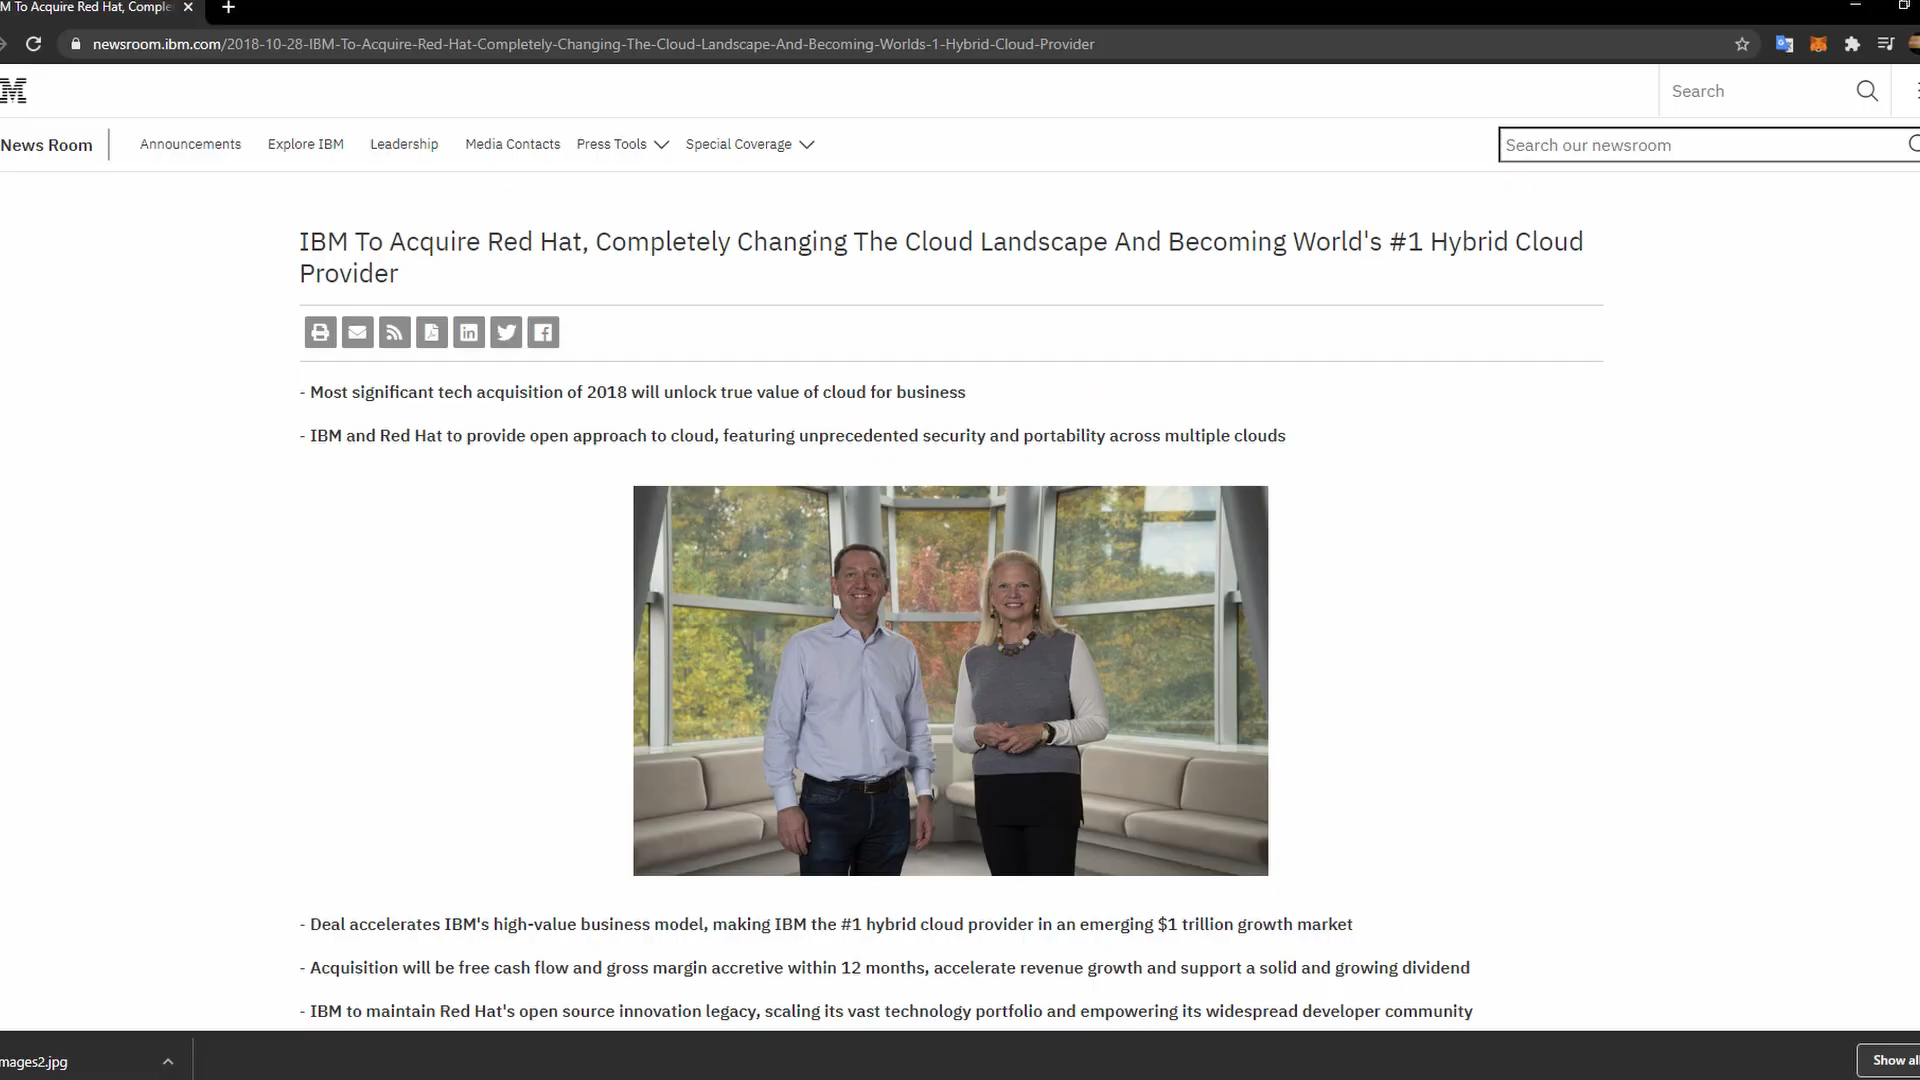 M To Acquire Red Hat, Comple
newsroom.ibm.com/2018-10-28-IBM-To-Acquire-Red-Hat-Completely-Changing-The-Cloud-Landscape-And-Becoming-Worlds-1-Hybrid-Cloud-Provider
Search
News Room
Announcements
Explore IBM
Leadership
Media Contacts
Press Tools
Special Coverage
Search our newsroom
IBM To Acquire Red Hat, Completely Changing The Cloud Landscape And Becoming World's #1 Hybrid Cloud
Provider
- Most significant tech acquisition of 2018 will unlock true value of cloud for business
- IBM and Red Hat to provide open approach to cloud, featuring unprecedented security and portability across multiple clouds
- Deal accelerates IBM's high-value business model, making IBM the #1 hybrid cloud provider in an emerging $1 trillion growth market
- Acquisition will be free cash flow and gross margin accretive within 12 months, accelerate revenue growth and support a solid and growing dividend
- IBM to maintain Red Hat's open source innovation legacy, scaling its vast technology portfolio and empowering its widespread developer community
mages2.jpg
Show al